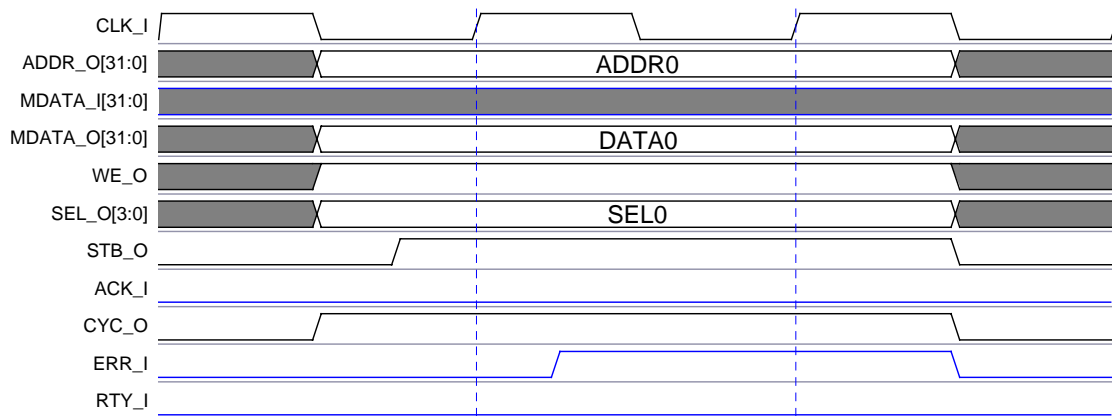 CLK_I
ADDR_O[31:0] ADDR0
MDATA_I[31:0]
MDATA_O[31:0] DATA0
WE_O
SEL_O[3:0] SEL0
STB_O
ACK_I
CYC_O
ERR_I
RTY_I